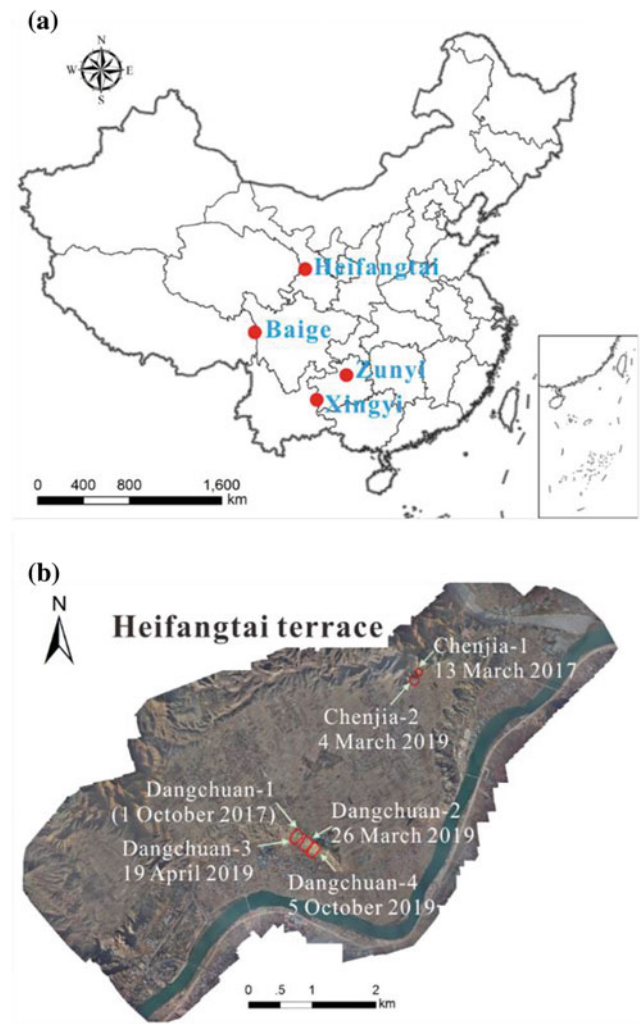 (a)
N
W E
S
Heifangtai
Baige
Zunyi
Xingyi
0 400 800 1,600
km
(b)
N
Heifangtai terrace
Chenjia-1
13 March 2017
Chenjia-2
4 March 2019
Dangchuan-1
(1 October 2017)
Dangchuan-2
26 March 2019
Dangchuan-3
19 April 2019
Dangchuan-4
5 October 2019
0 .5 1 2
km